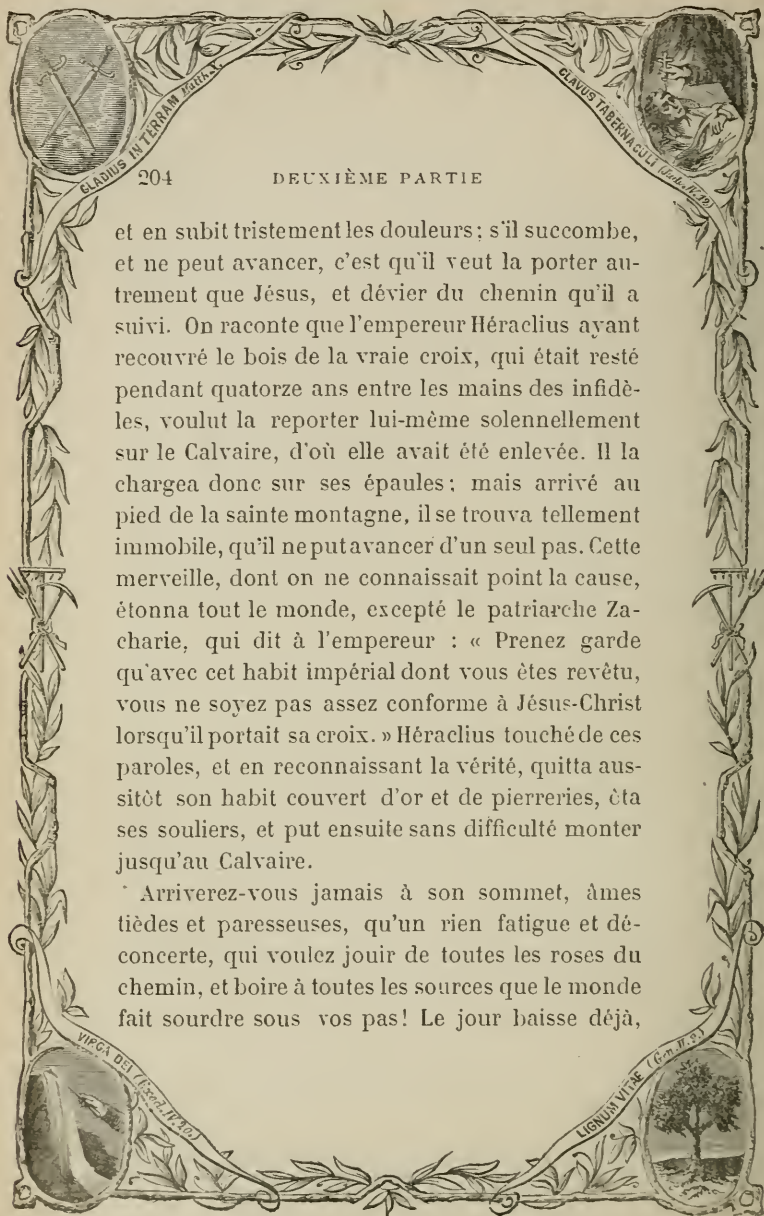 GLADIUS IN TERRAM Matth. X.
CLAVUS TABERNACULI (Jud. IV. 12)
204 DEUXIÈME PARTIE
et en subit tristement les douleurs; s'il succombe,
et ne peut avancer, c'est qu'il veut la porter au-
trement que Jésus, et dévier du chemin qu'il a
suivi. On raconte que l'empereur Héraclius ayant
recouvré le bois de la vraie croix, qui était resté
pendant quatorze ans entre les mains des infidè-
les, voulut la reporter lui-même solennellement
sur le Calvaire, d'où elle avait été enlevée. Il la
chargea donc sur ses épaules; mais arrivé au
pied de la sainte montagne, il se trouva tellement
immobile, qu'il ne put avancer d'un seul pas. Cette
merveille, dont on ne connaissait point la cause,
étonna tout le monde, excepté le patriarche Za-
charie, qui dit à l'empereur : « Prenez garde
qu'avec cet habit impérial dont vous êtes revêtu,
vous ne soyez pas assez conforme à Jésus-Christ
lorsqu'il portait sa croix. » Héraclius touché de ces
paroles, et en reconnaissant la vérité, quitta aus-
sitôt son habit couvert d'or et de pierreries, ôta
ses souliers, et put ensuite sans difficulté monter
jusqu'au Calvaire.
Arriverez-vous jamais à son sommet, âmes
tièdes et paresseuses, qu'un rien fatigue et dé-
concerte, qui voulez jouir de toutes les roses du
chemin, et boire à toutes les sources que le monde
fait sourdre sous vos pas! Le jour baisse déjà,
VIRGA DEI (Exod. IV. 20.)
LIGNUM VITAE (Gen. II. 9.)